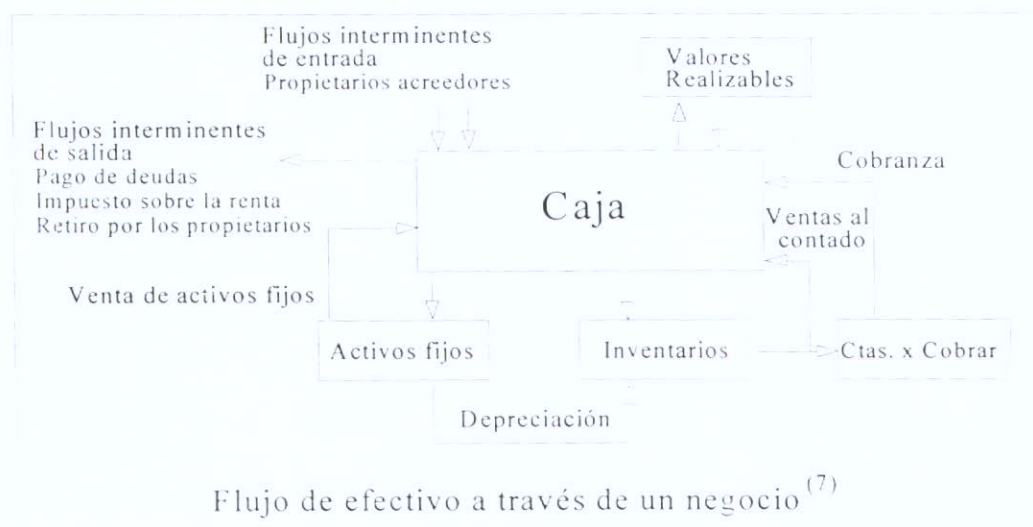 Flujos interminentes
de entrada
Propietarios acreedores
Valores
Realizables
Flujos interminentes
de salida
Pago de deudas
Impuesto sobre la renta
Retiro por los propietarios
Caja
Cobranza
Ventas al
contado
Venta de activos fijos
Activos fijos
Inventarios
Ctas. x Cobrar
Depreciación
Flujo de efectivo a través de un negocio (7)